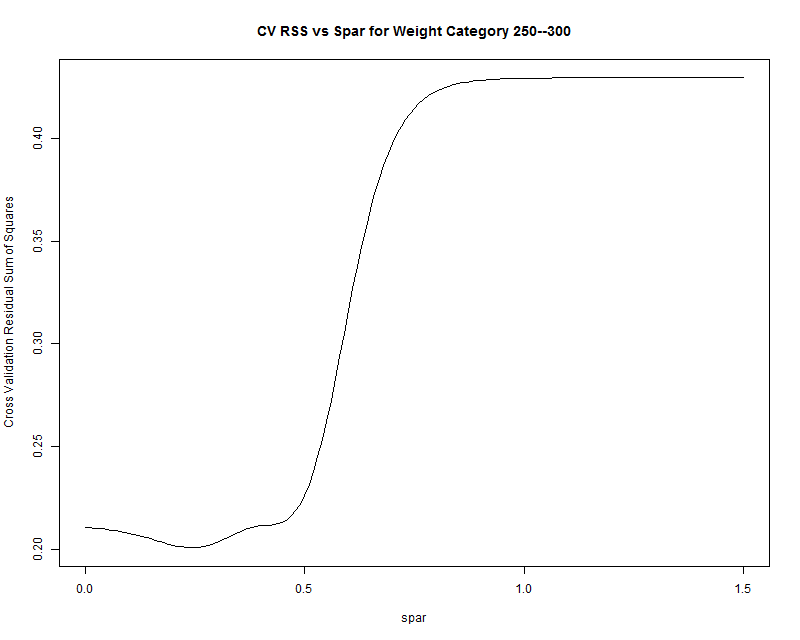 CV RSS vs Spar for Weight Category 250--300
Cross Validation Residual Sum of Squares
0.40
0.35
0.30
0.25
0.20
0.0 0.5 1.0 1.5
spar